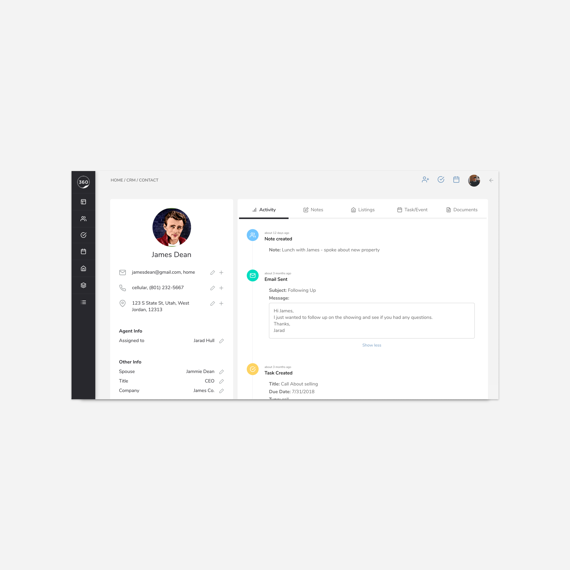 360
HOME / CRM / CONTACT
James Dean
jamesdean@gmail.com, home
cellular, (801) 232-5667
123 S State St, Utah, West
Jordan, 12313
Agent Info
Assigned to Jarad Hull
Other Info
Spouse Jammie Dean
Title CEO
Company James Co.
Activity Notes Listings Task/Event Documents
Note created
Note: Lunch with James - spoke about new property
Email Sent
Subject: Following Up
Message:
Hi James,
I just wanted to follow up on the showing and see if you had any questions.
Thanks,
Jarad
Show less
Task Created
Title: Call About selling
Due Date: 7/31/2018